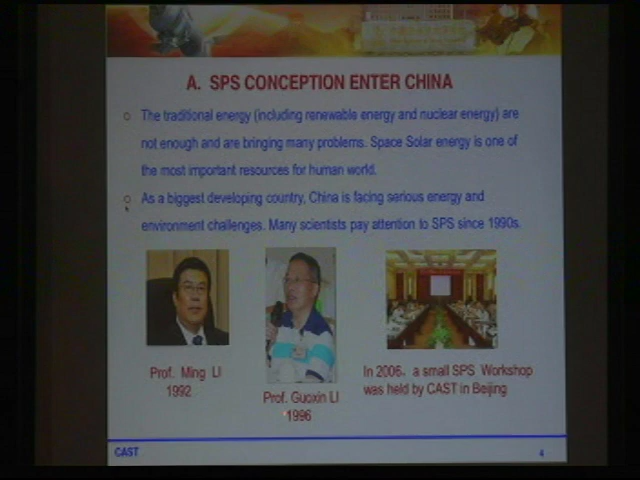 A. SPS CONCEPTION ENTER CHINA
The traditional energy (including renewable energy and nuclear energy) are
not enough and are bringing many problems. Space Solar energy is one of
the most important resources for human world.
As a biggest developing country, China is facing serious energy and
environment challenges. Many scientists pay attention to SPS since 1990s.
Prof. Ming LI
1992
Prof. Guoxin LI
1996
In 2006, a small SPS Workshop
was held by CAST in Beijing
CAST
4